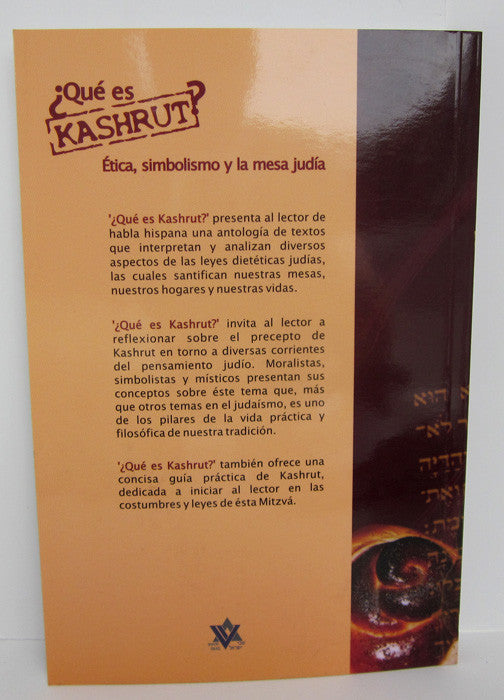 ¿Qué es
KASHRUT?
Ética, simbolismo y la mesa judía
'¿Qué es Kashrut?' presenta al lector de
habla hispana una antología de textos
que interpretan y analizan diversos
aspectos de las leyes dietéticas judías,
las cuales santifican nuestras mesas,
nuestros hogares y nuestras vidas.
'¿Qué es Kashrut?' invita al lector a
reflexionar sobre el precepto de
Kashrut en torno a diversas corrientes
del pensamiento judío. Moralistas,
simbolistas y místicos presentan sus
conceptos sobre éste tema que, más
que otros temas en el judaísmo, es uno
de los pilares de la vida práctica y
filosófica de nuestra tradición.
'¿Qué es Kashrut?' también ofrece una
concisa guía práctica de Kashrut,
dedicada a iniciar al lector en las
costumbres y leyes de ésta Mitzvá.
הוא